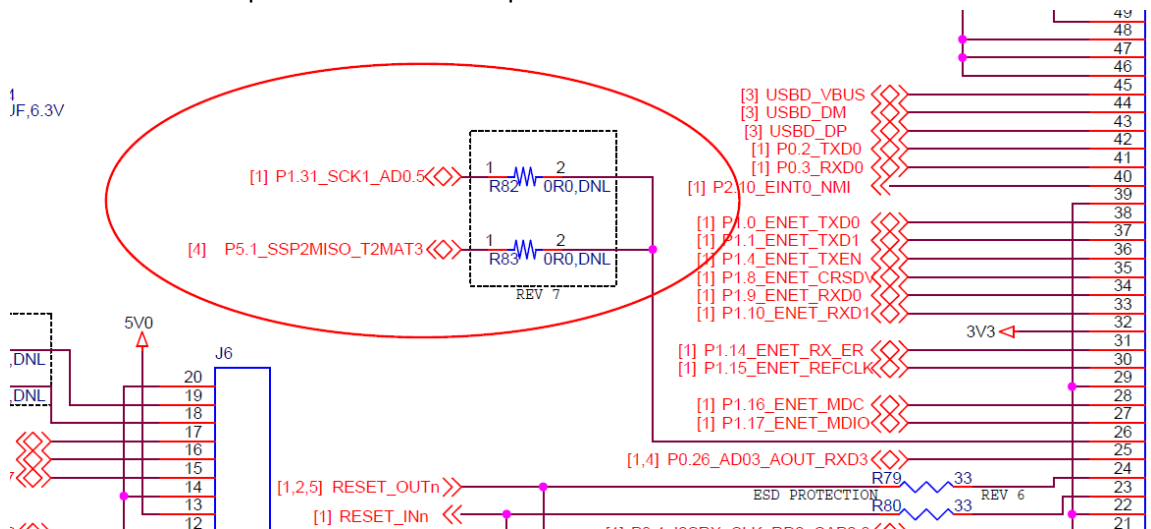 49
48
47
46
JF,6.3V
[3] USBD_VBUS 45
[3] USBD_DM 44
[3] USBD_DP 43
[1] P0.2_TXD0 42
[1] P0.3_RXD0 41
[1] P2.10_EINT0_NMI 40
39
[1] P1.31_SCK1_AD0.5 1 2
R82 0R0,DNL
[1] P1.0_ENET_TXD0 38
[1] P1.1_ENET_TXD1 37
[4] P5.1_SSP2MISO_T2MAT3 1 2
R83 0R0,DNL
[1] P1.4_ENET_TXEN 36
[1] P1.8_ENET_CRSDV 35
[1] P1.9_ENET_RXD0 34
REV 7
[1] P1.10_ENET_RXD1 33
3V3 32
5V0
J6
[1] P1.14_ENET_RX_ER 31
,DNL
[1] P1.15_ENET_REFCLK 30
20
29
,DNL
19
[1] P1.16_ENET_MDC 28
18
[1] P1.17_ENET_MDIO 27
17
26
16
[1,4] P0.26_AD03_AOUT_RXD3 25
15
24
R79 33
[1,2,5] RESET_OUTn
14
ESD PROTECTION REV 6
23
13
R80 33
22
[1] RESET_INn
12
21